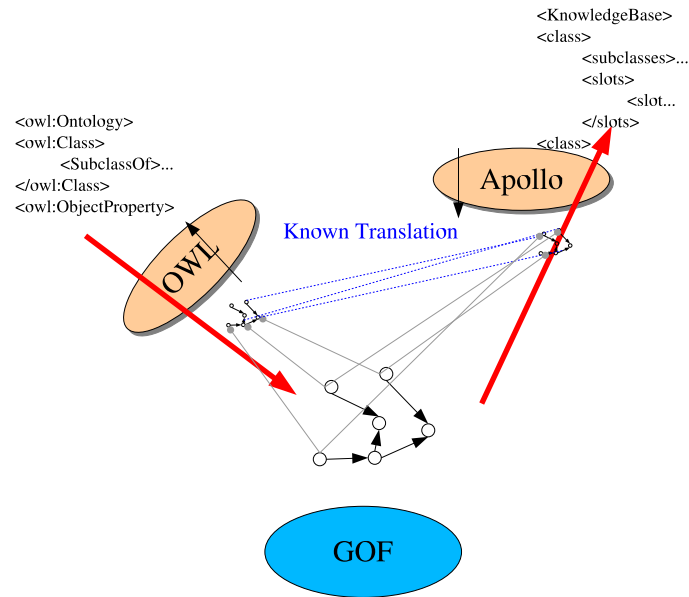 <KnowledgeBase>
<class>
<subclasses>...
<slots>
<slot...
</slots>
<class>
<owl:Ontology>
<owl:Class>
<SubclassOf>...
</owl:Class>
<owl:ObjectProperty>
Apollo
OWL
Known Translation
GOF